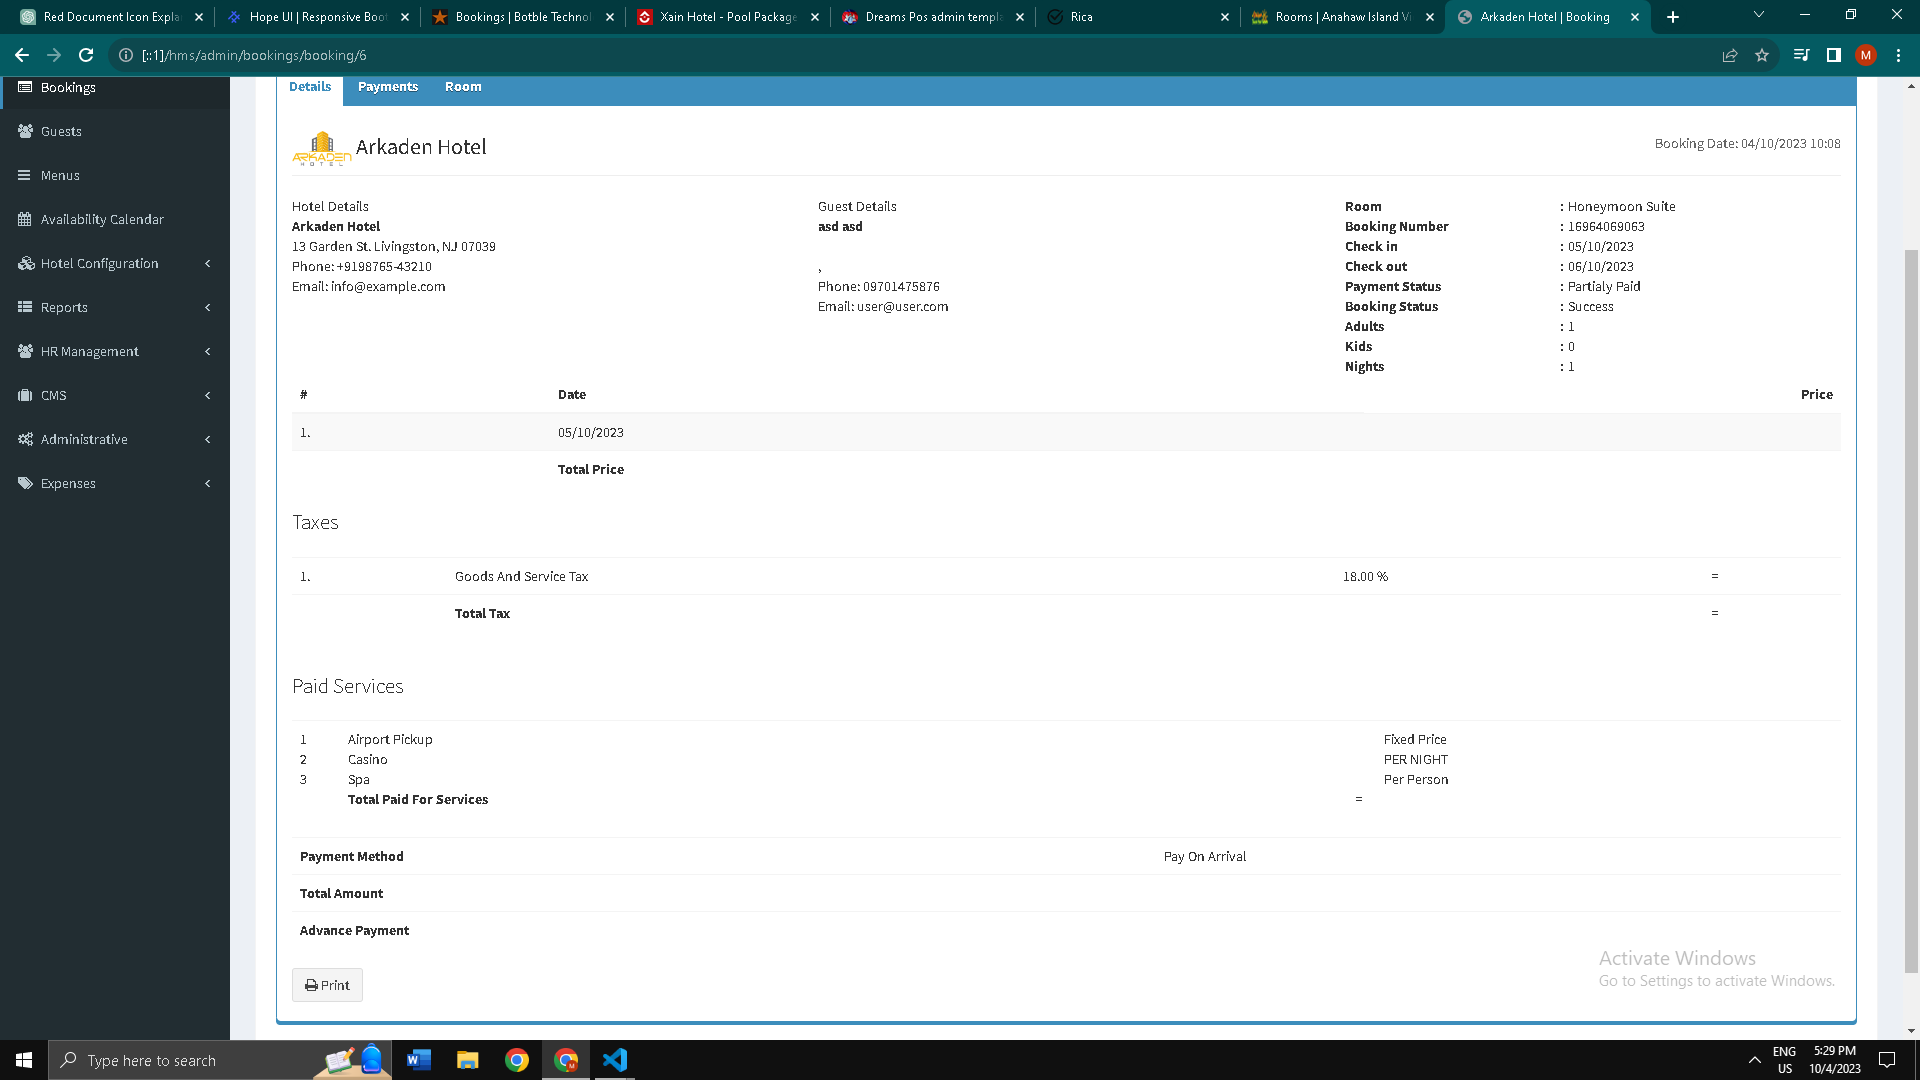 Red Document Icon Expla
Hope UI | Responsive Boot
Bookings | Botble Technol
Xain Hotel - Pool Package
Dreams Pos admin templa
Rica
Rooms | Anahaw Island Vi
Arkaden Hotel | Booking
[::1]/hms/admin/bookings/booking/6
M
Bookings
Guests
Menus
Availability Calendar
Hotel Configuration
Reports
HR Management
CMS
Administrative
Expenses
Details Payments Room
ARKADEN
HOTEL
Arkaden Hotel
Booking Date: 04/10/2023 10:08
Hotel Details
Arkaden Hotel
13 Garden St. Livingston, NJ 07039
Phone: +9198765-43210
Email: info@example.com
Guest Details
asd asd
,
Phone: 09701475876
Email: user@user.com
Room : Honeymoon Suite
Booking Number : 16964069063
Check in : 05/10/2023
Check out : 06/10/2023
Payment Status : Partialy Paid
Booking Status : Success
Adults : 1
Kids : 0
Nights : 1
# Date Price
1. 05/10/2023
Total Price
Taxes
1. Goods And Service Tax 18.00 % =
Total Tax =
Paid Services
1 Airport Pickup Fixed Price
2 Casino PER NIGHT
3 Spa Per Person
Total Paid For Services =
Payment Method Pay On Arrival
Total Amount
Advance Payment
Print
Activate Windows
Go to Settings to activate Windows.
Type here to search
ENG
US
5:29 PM
10/4/2023